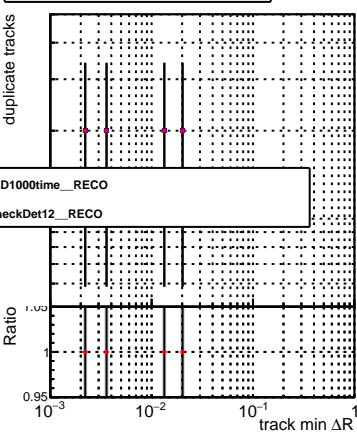 duplicate tracks
D1000time__RECO
heckDet12__RECO
Ratio
1.05
1
0.95
10⁻³ 10⁻² 10⁻¹ 1
track min ΔR